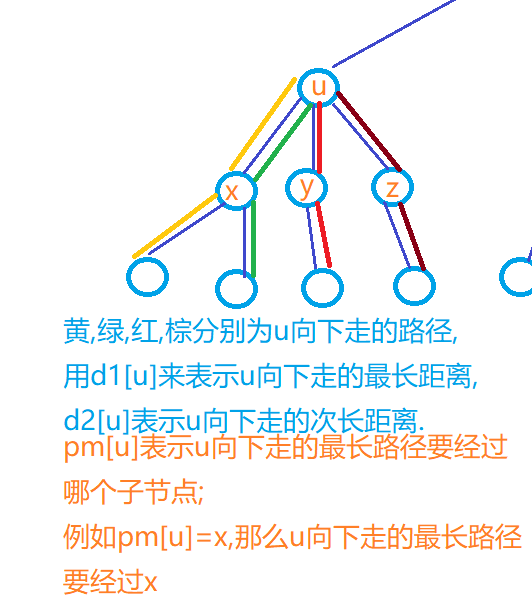 u
x y z
黄,绿,红,棕分别为u向下走的路径,
用d1[u]来表示u向下走的最长距离,
d2[u]表示u向下走的次长距离.
pm[u]表示u向下走的最长路径要经过
哪个子节点;
例如pm[u]=x,那么u向下走的最长路径
要经过x